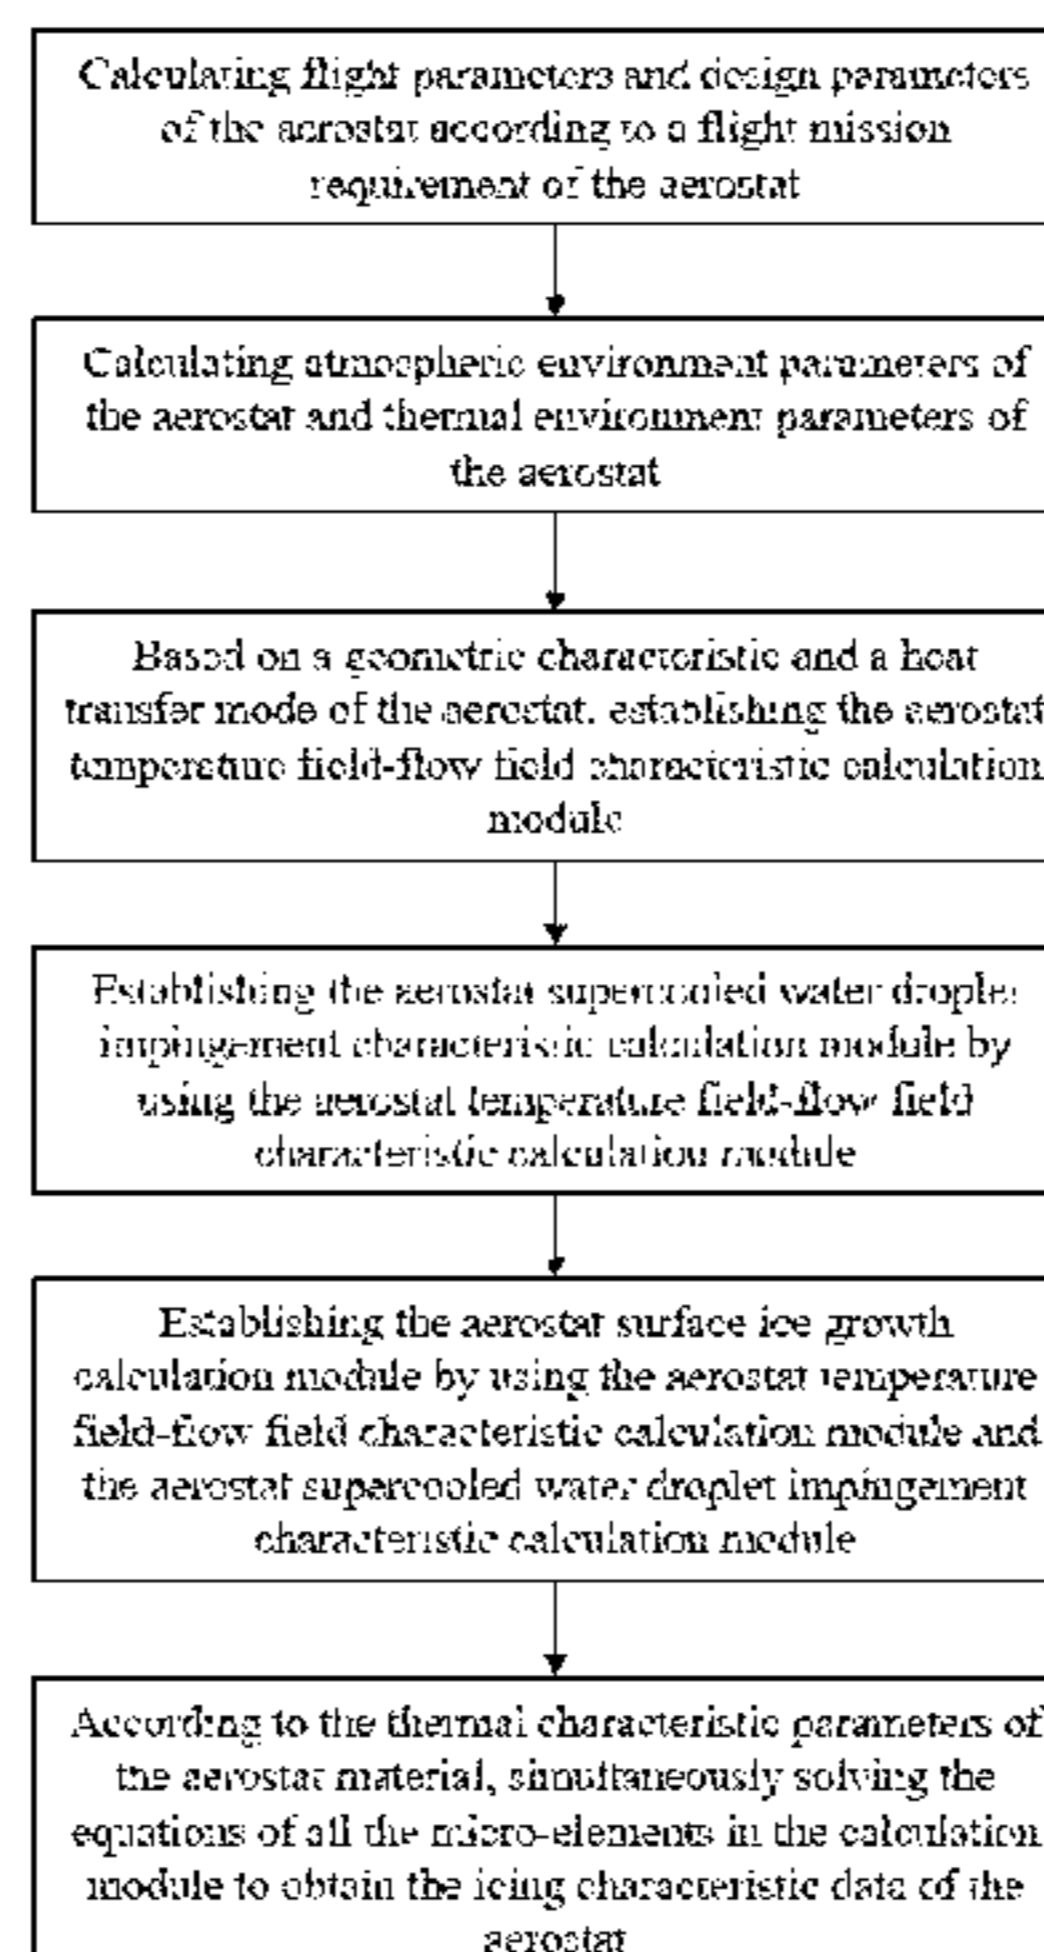 Calculating flight parameters and design parameters
of the aerostat according to a flight mission
requirement of the aerostat
Calculating atmospheric environment parameters of
the aerostat and thermal environment parameters of
the aerostat
Based on a geometric characteristic and a heat
transfer mode of the aerostat, establishing the aerostat
temperature field-flow field characteristic calculation
module
Establishing the aerostat supercooled water droplet
impingement characteristic calculation module by
using the aerostat temperature field-flow field
characteristic calculation module
Establishing the aerostat surface ice growth
calculation module by using the aerostat temperature
field-flow field characteristic calculation module and
the aerostat supercooled water droplet impingement
characteristic calculation module
According to the thermal characteristic parameters of
the aerostat material, simultaneously solving the
equations of all the micro-elements in the calculation
module to obtain the icing characteristic data of the
aerostat